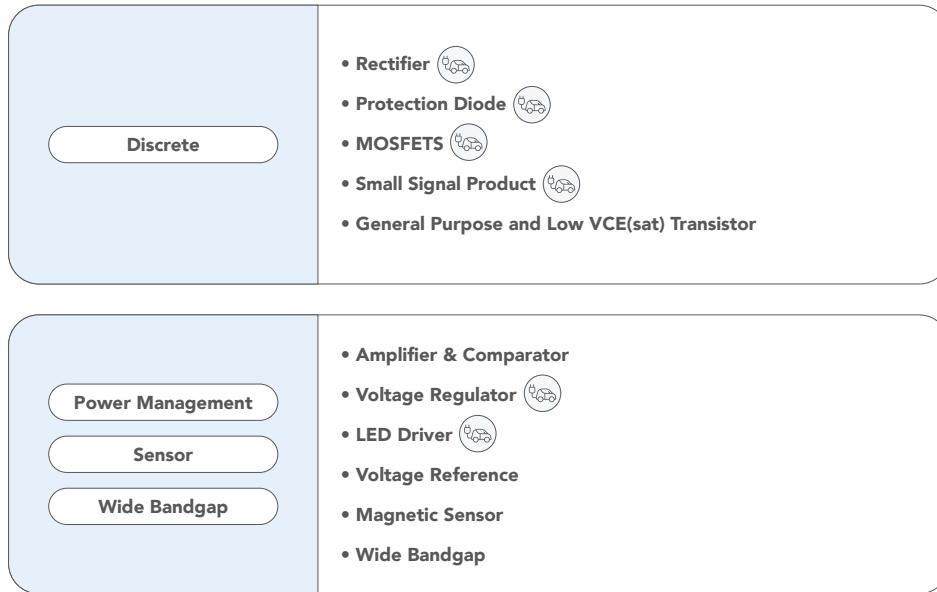 Discrete
• Rectifier
• Protection Diode
• MOSFETS
• Small Signal Product
• General Purpose and Low VCE(sat) Transistor
Power Management
Sensor
Wide Bandgap
• Amplifier & Comparator
• Voltage Regulator
• LED Driver
• Voltage Reference
• Magnetic Sensor
• Wide Bandgap